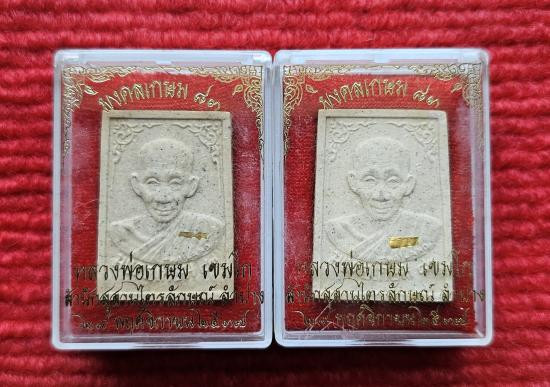 มงคลเกษม ๘๓
หลวงพ่อเกษม เขมโก
สำนักสุสานไตรลักษณ์ ลำปาง
๒๘ พฤศจิกายน ๒๕๓๗
มงคลเกษม ๘๓
หลวงพ่อเกษม เขมโก
สำนักสุสานไตรลักษณ์ ลำปาง
๒๘ พฤศจิกายน ๒๕๓๗